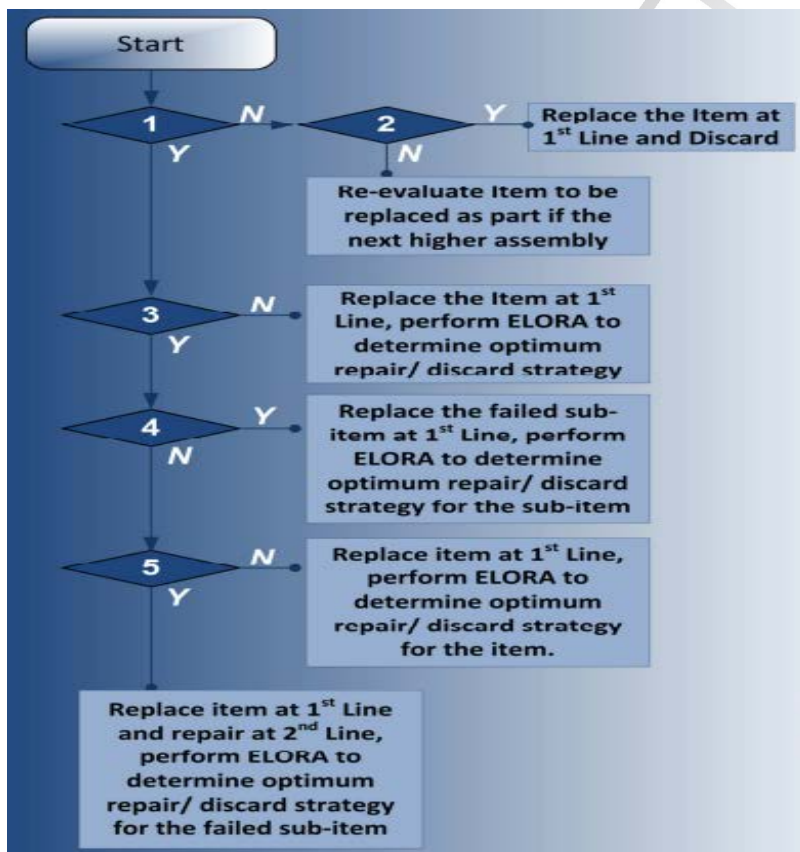 Start
1
N
2
Y
Replace the Item at
1st Line and Discard
Y
N
Re-evaluate Item to be
replaced as part if the
next higher assembly
3
N
Y
Replace the Item at 1st
Line, perform ELORA to
determine optimum
repair/ discard strategy
4
Y
N
Replace the failed sub-
item at 1st Line, perform
ELORA to determine
optimum repair/ discard
strategy for the sub-item
5
N
Y
Replace item at 1st Line,
perform ELORA to
determine optimum
repair/ discard strategy
for the item.
Replace item at 1st Line
and repair at 2nd Line,
perform ELORA to
determine optimum
repair/ discard strategy
for the failed sub-item